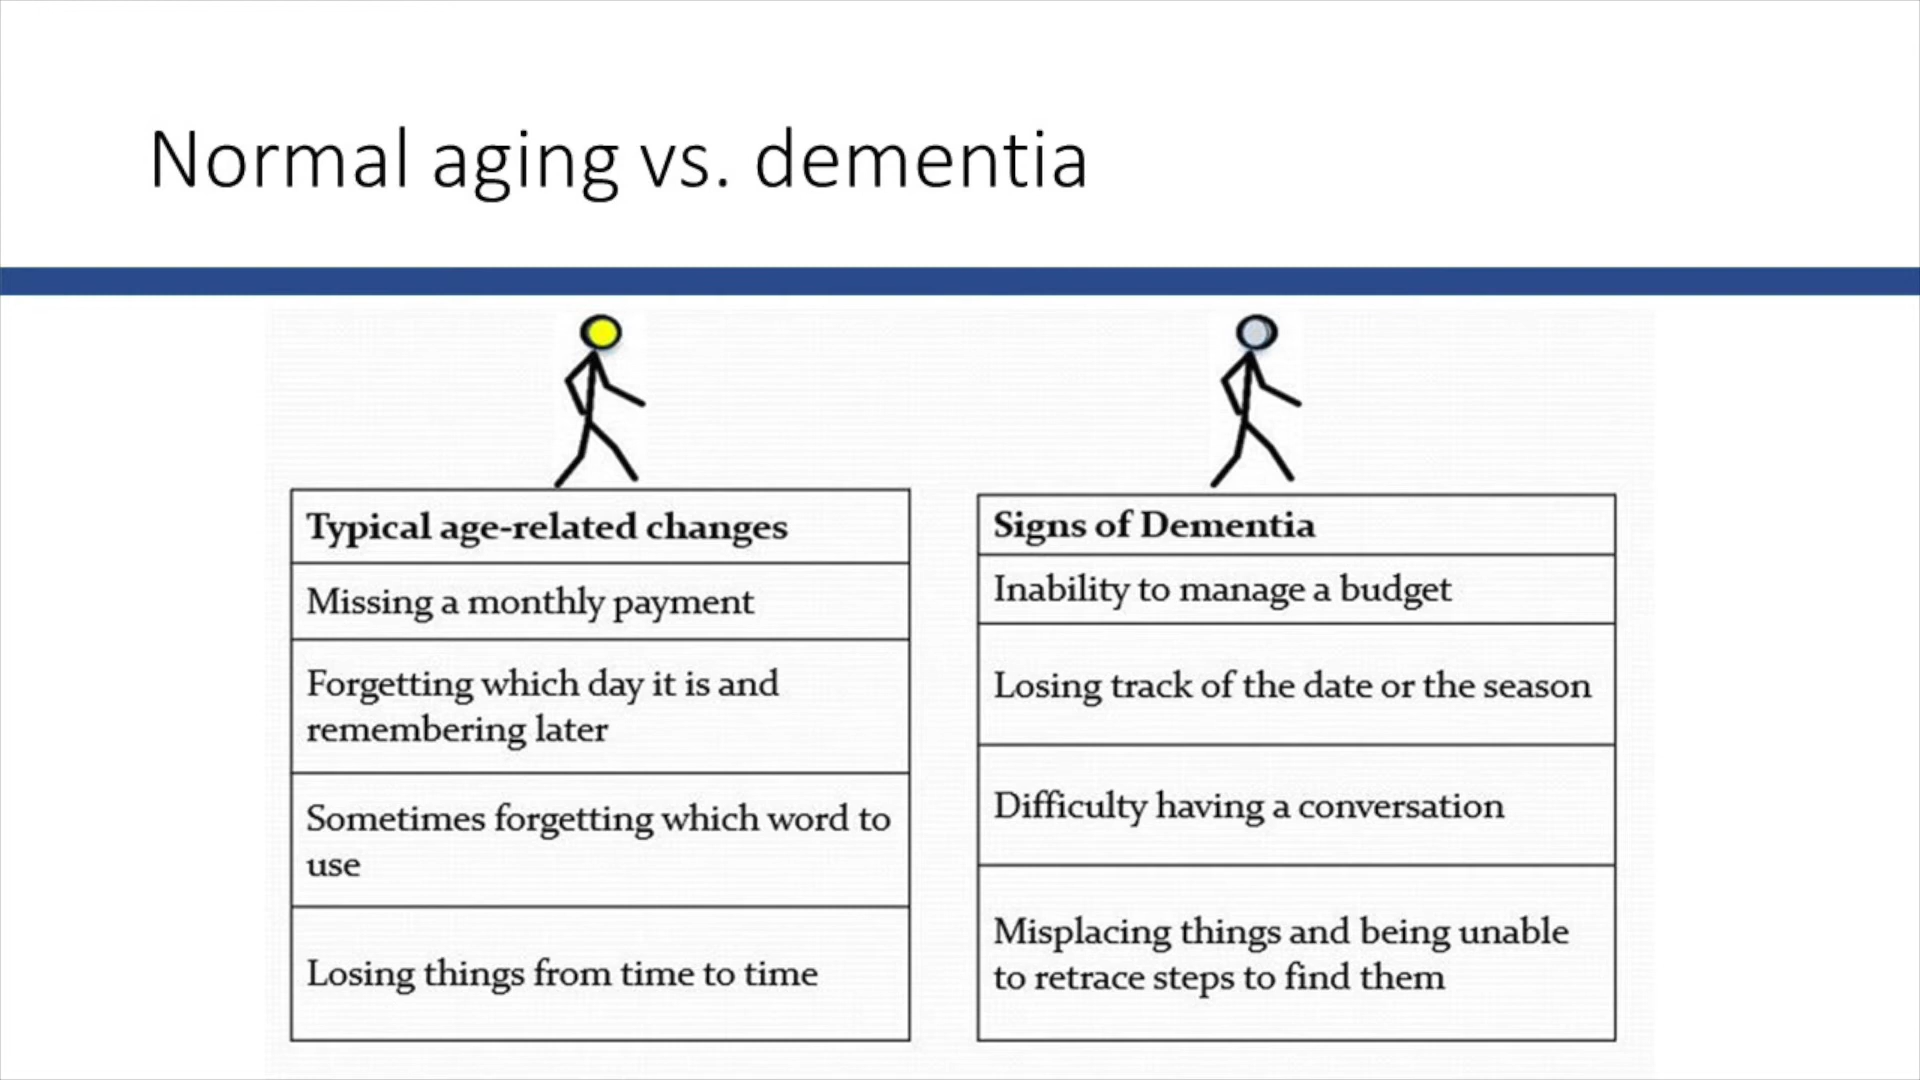 Normal aging vs. dementia
Typical age-related changes
Missing a monthly payment
Forgetting which day it is and
remembering later
Sometimes forgetting which word to
use
Losing things from time to time
Signs of Dementia
Inability to manage a budget
Losing track of the date or the season
Difficulty having a conversation
Misplacing things and being unable
to retrace steps to find them